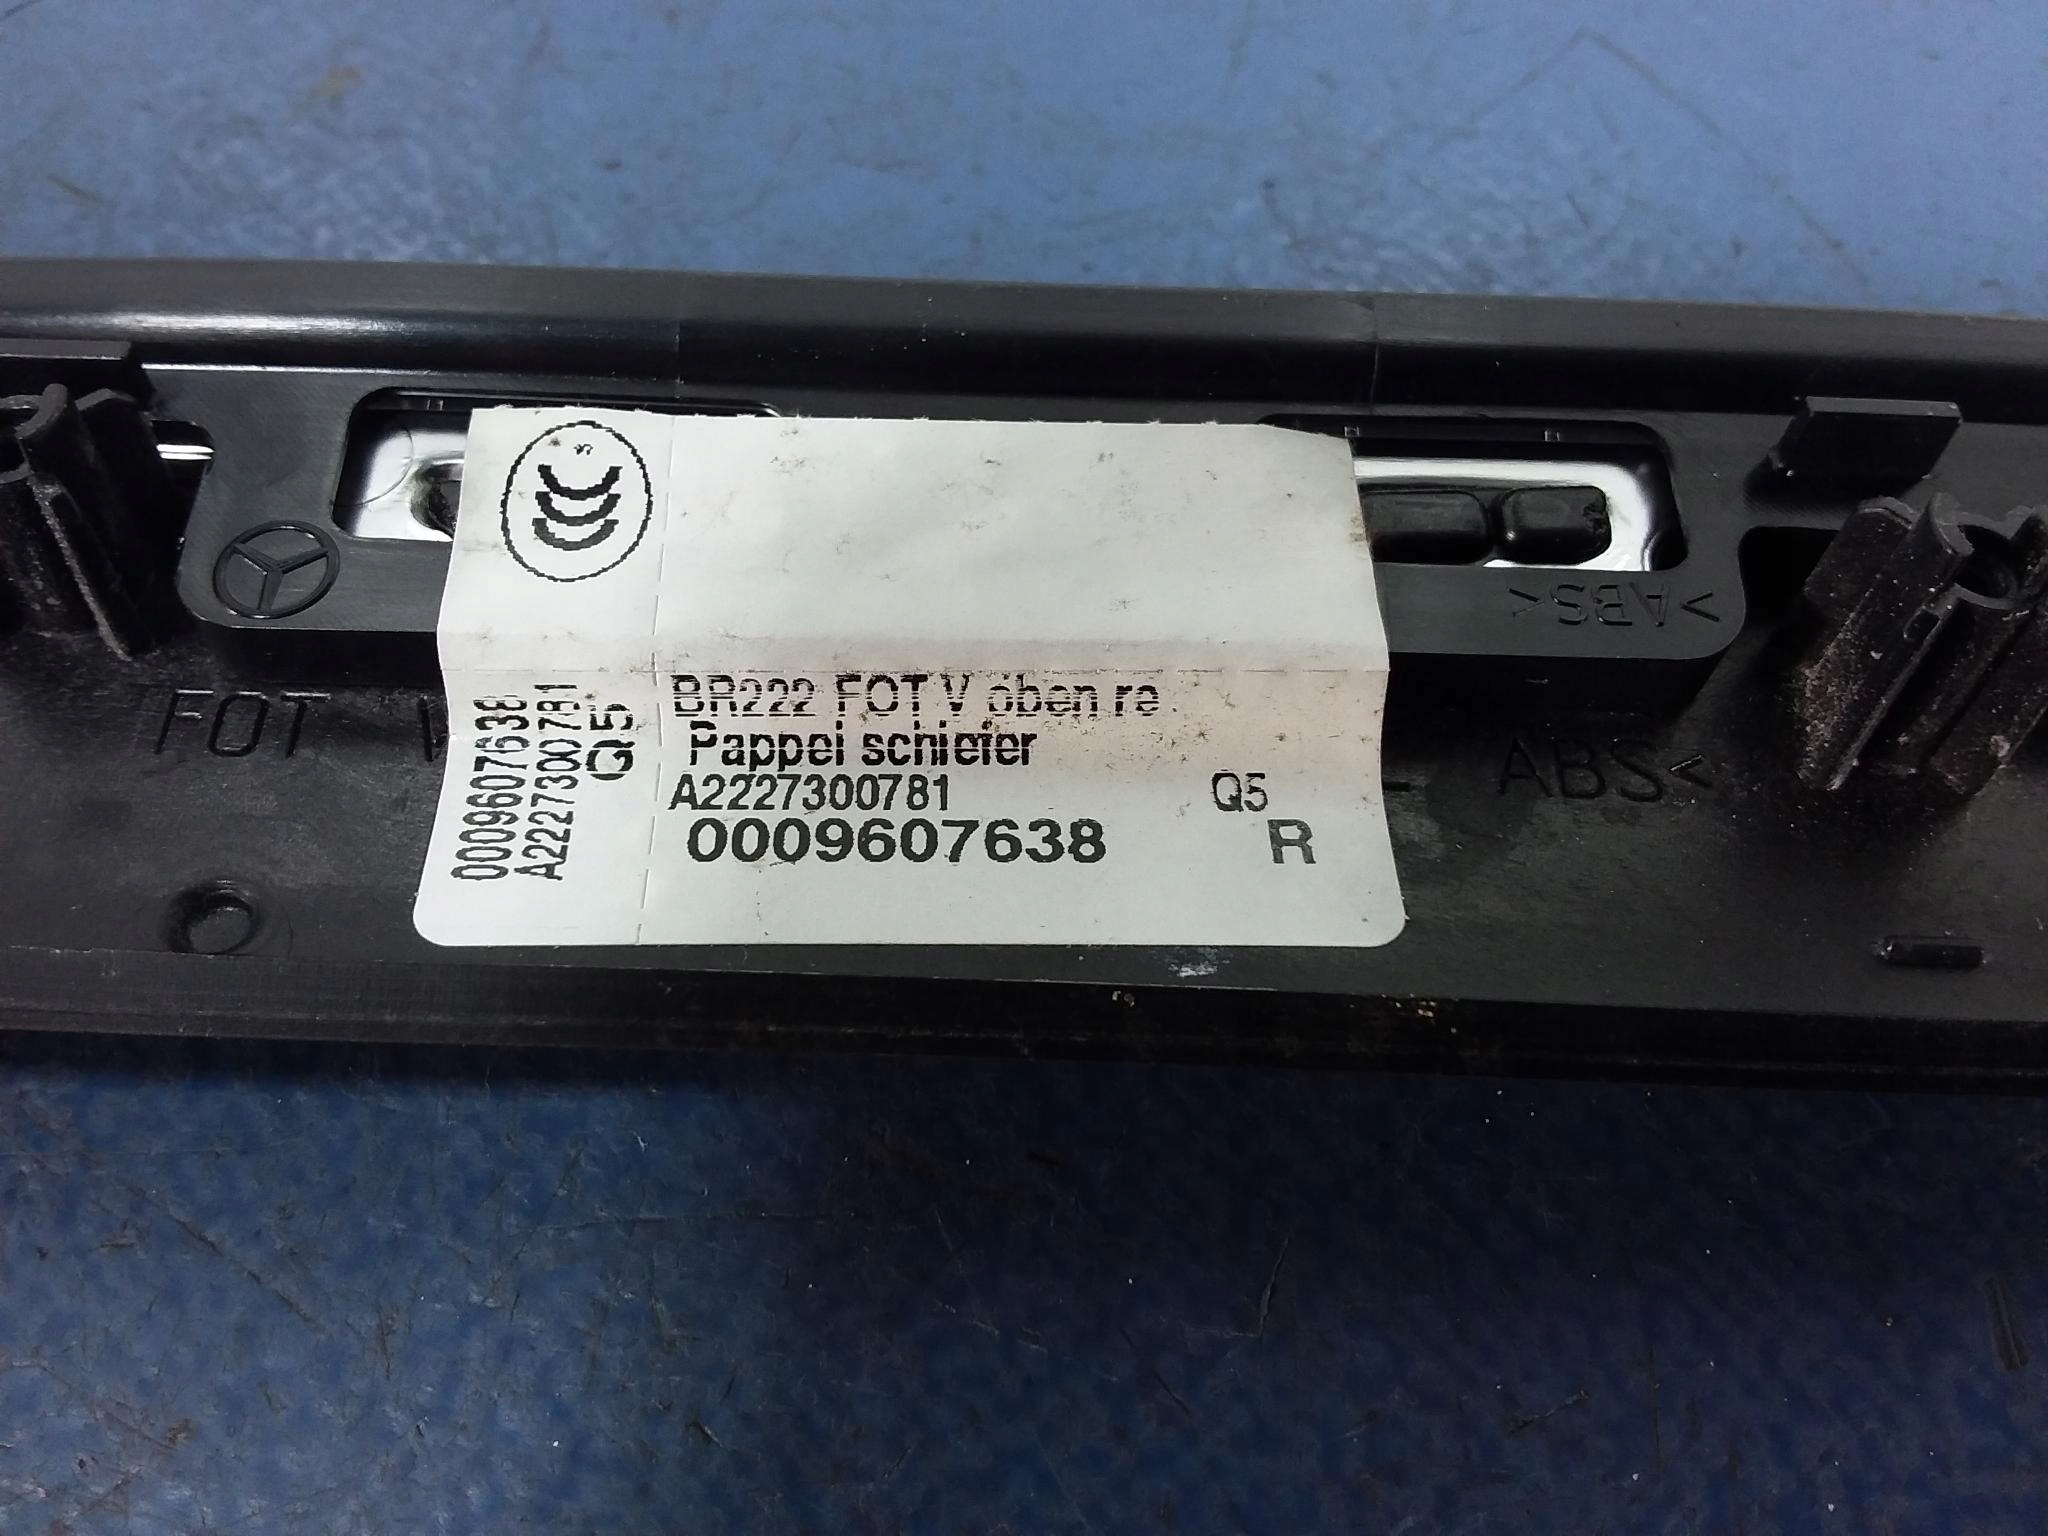 >ABS<
FOT V
ABS<
0009607638
A2227300781
Q5
BR222 FOT V oben re
Pappel schiefer
A2227300781 Q5
0009607638 R